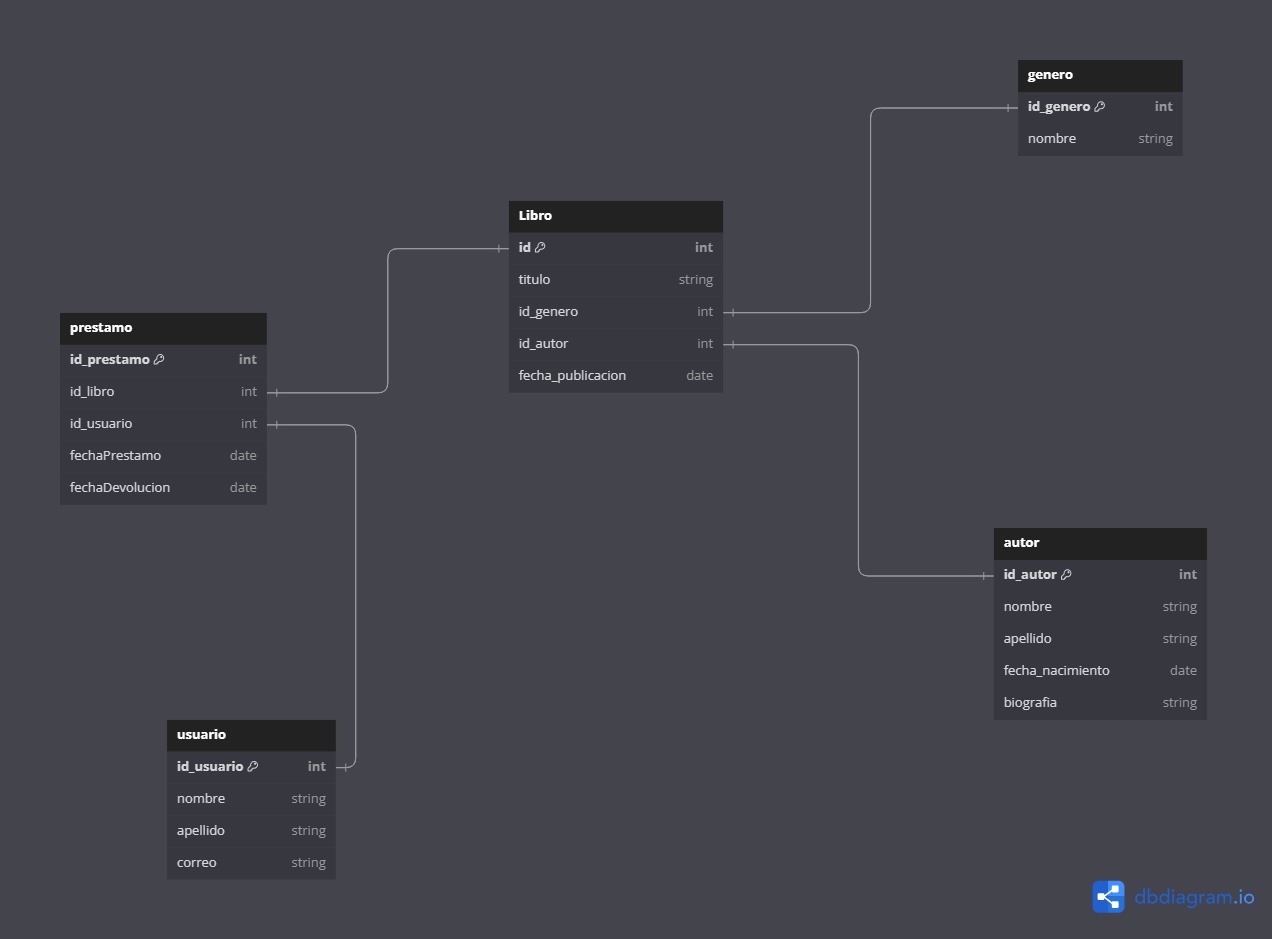 genero
id_genero int
nombre string
Libro
id int
titulo string
id_genero int
id_autor int
fecha_publicacion date
prestamo
id_prestamo int
id_libro int
id_usuario int
fechaPrestamo date
fechaDevolucion date
autor
id_autor int
nombre string
apellido string
fecha_nacimiento date
biografia string
usuario
id_usuario int
nombre string
apellido string
correo string
dbdiagram.io